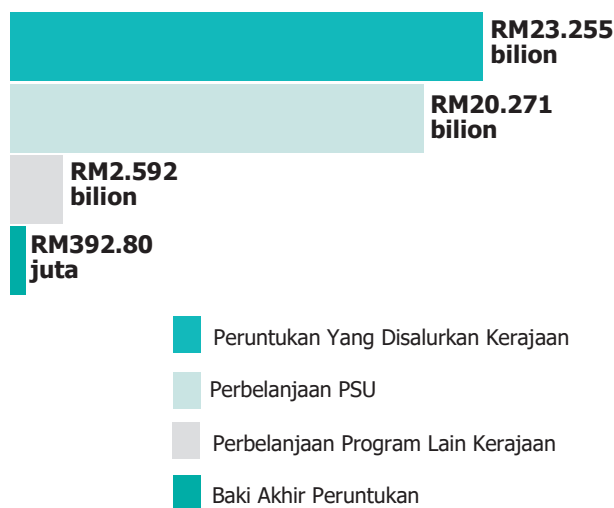 RM23.255
bilion
RM20.271
bilion
RM2.592
bilion
RM392.80
juta
Peruntukan Yang Disalurkan Kerajaan
Perbelanjaan PSU
Perbelanjaan Program Lain Kerajaan
Baki Akhir Peruntukan